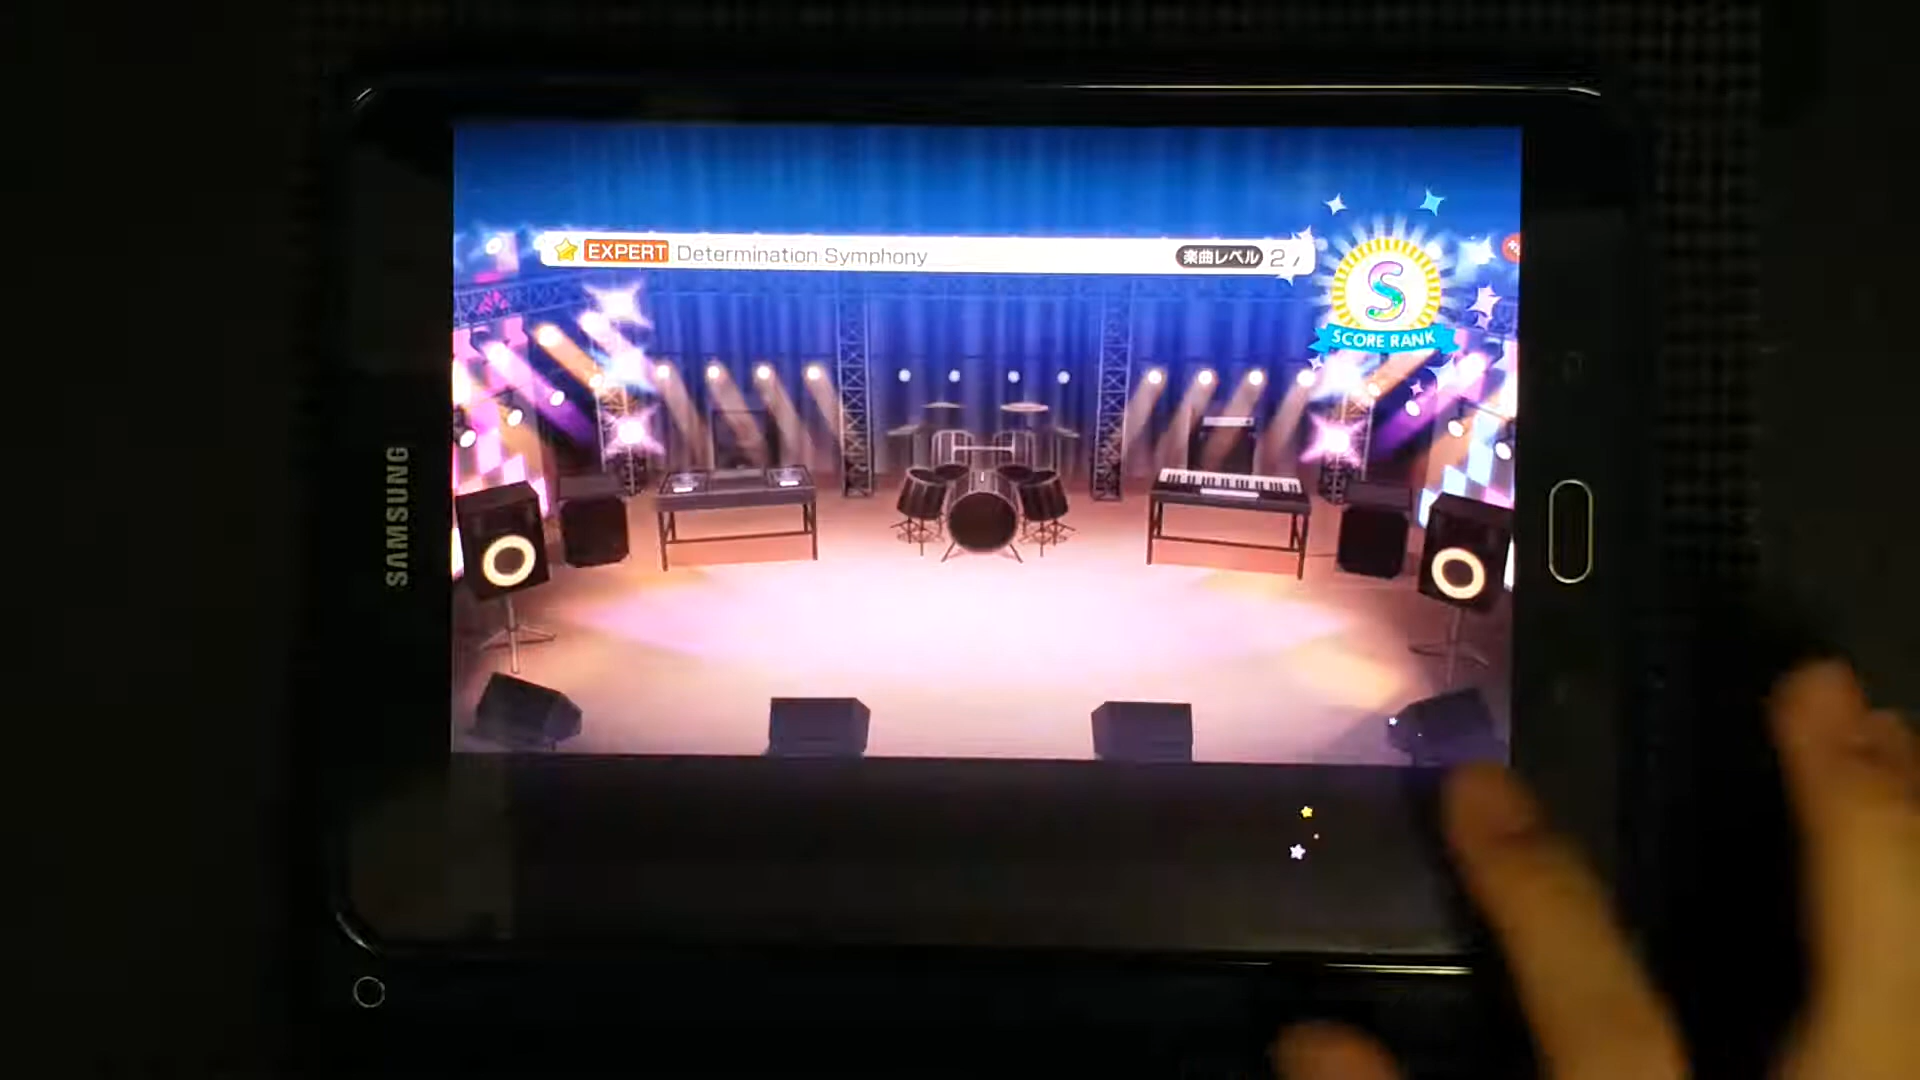 EXPERT Determination Symphony 楽曲レベル
S
SCORE RANK
SAMSUNG